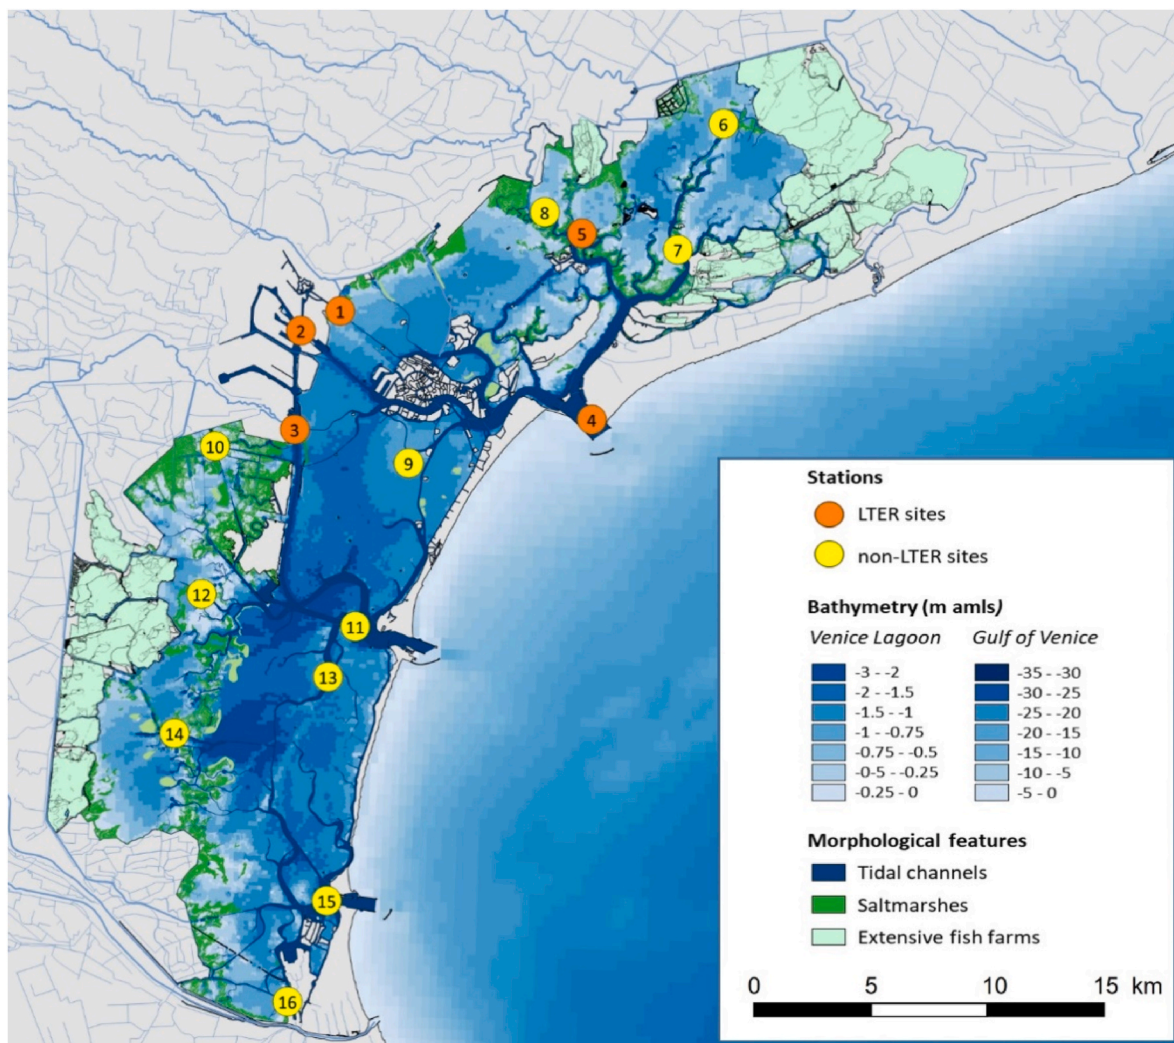 6
8
5
7
1
2
4
3
10
9
12
11
13
14
15
16
Stations
LTER sites
non-LTER sites
Bathymetry (m amls)
Venice Lagoon Gulf of Venice
-3 - -2 -35 - -30
-2 - -1.5 -30 - -25
-1.5 - -1 -25 - -20
-1 - -0.75 -20 - -15
-0.75 - -0.5 -15 - -10
-0.5 - -0.25 -10 - -5
-0.25 - 0 -5 - 0
Morphological features
Tidal channels
Saltmarshes
Extensive fish farms
0 5 10 15 km